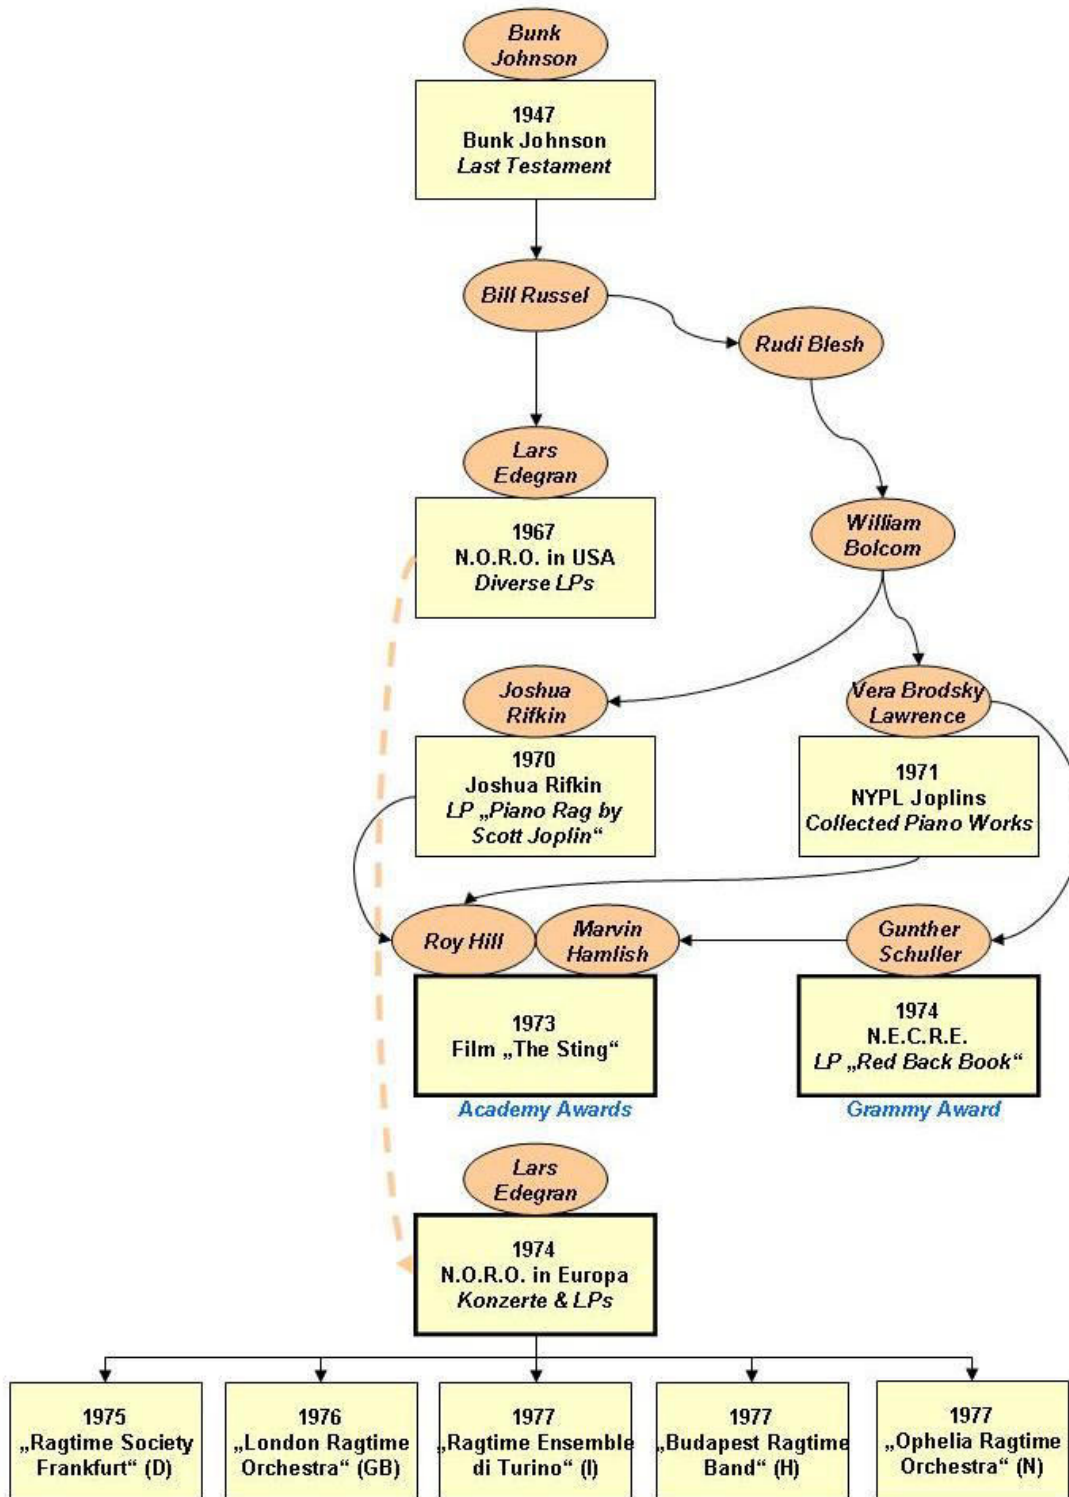 Bunk
Johnson
1947
Bunk Johnson
Last Testament
Bill Russel
Rudi Blesh
Lars
Edegran
1967
N.O.R.O. in USA
Diverse LPs
William
Bolcom
Joshua
Rifkin
1970
Joshua Rifkin
LP „Piano Rag by
Scott Joplin“
Vera Brodsky
Lawrence
1971
NYPL Joplins
Collected Piano Works
Roy Hill
Marvin
Hamlish
1973
Film „The Sting“
Academy Awards
Gunther
Schuller
1974
N.E.C.R.E.
LP „Red Back Book“
Grammy Award
Lars
Edegran
1974
N.O.R.O. in Europa
Konzerte & LPs
1975
„Ragtime Society
Frankfurt“ (D)
1976
„London Ragtime
Orchestra“ (GB)
1977
„Ragtime Ensemble
di Turino“ (I)
1977
„Budapest Ragtime
Band“ (H)
1977
„Ophelia Ragtime
Orchestra“ (N)